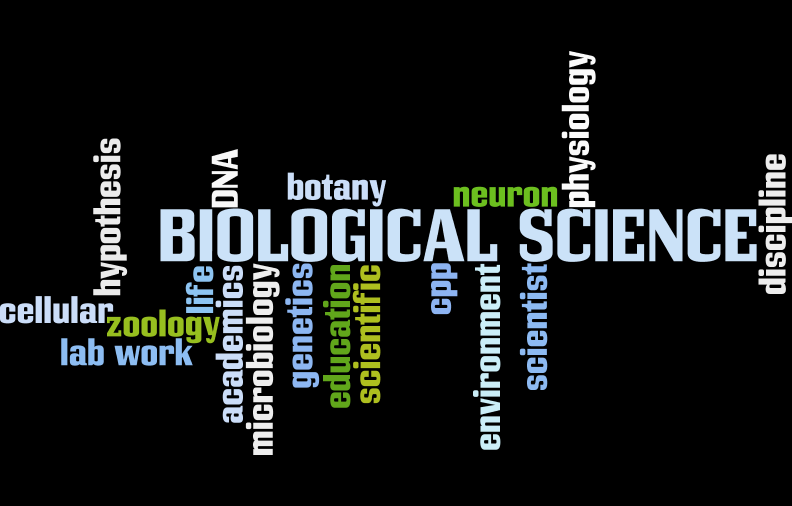 physiology
hypothesis
DNA
botany
neuron
discipline
BIOLOGICAL SCIENCE
cellular
zoology
lab work
life
academics
microbiology
genetics
education
scientific
cpp
environment
scientist